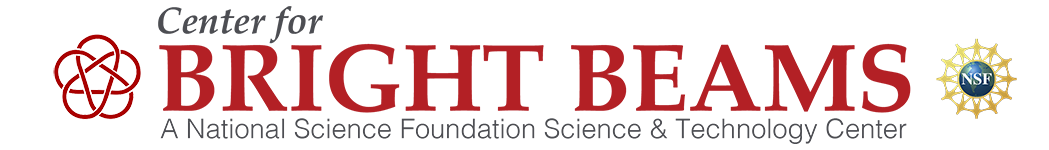 Center for
BRIGHT BEAMS
A National Science Foundation Science & Technology Center
NSF